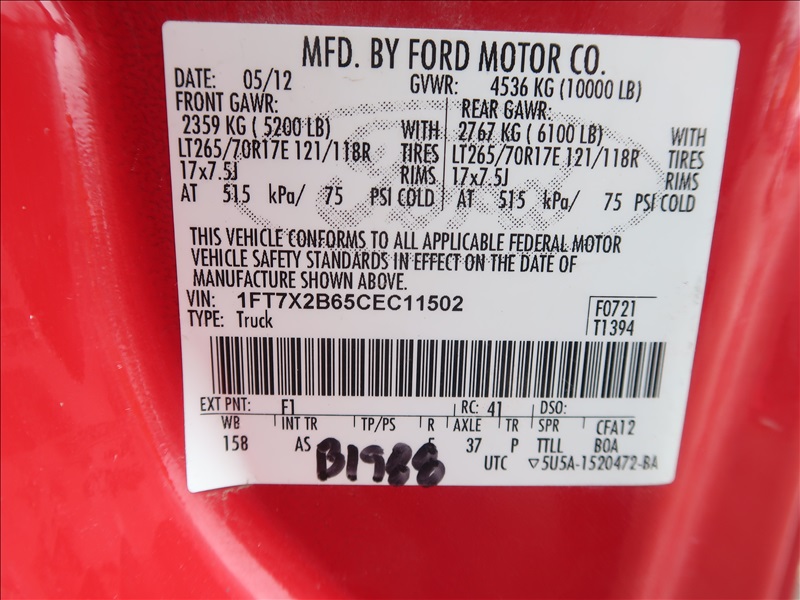 MFD. BY FORD MOTOR CO.
DATE: 05/12 GVWR: 4536 KG (10000 LB)
FRONT GAWR: REAR GAWR:
2359 KG ( 5200 LB) WITH 2767 KG ( 6100 LB) WITH
LT265/70R17E 121/118R TIRES LT265/70R17E 121/118R TIRES
17x7.5J RIMS 17x7.5J RIMS
AT 515 kPa/ 75 PSI COLD AT 515 kPa/ 75 PSI COLD
THIS VEHICLE CONFORMS TO ALL APPLICABLE FEDERAL MOTOR
VEHICLE SAFETY STANDARDS IN EFFECT ON THE DATE OF
MANUFACTURE SHOWN ABOVE.
VIN: 1FT7X2B65CEC11502 F0721
TYPE: Truck T1394
EXT PNT: F1 RC: 41 DSO:
WB INT TR TP/PS R AXLE TR SPR CFA12
158 AS 37 P TTLL BOA
B1988
UTC ▽5U5A-1520472-BA